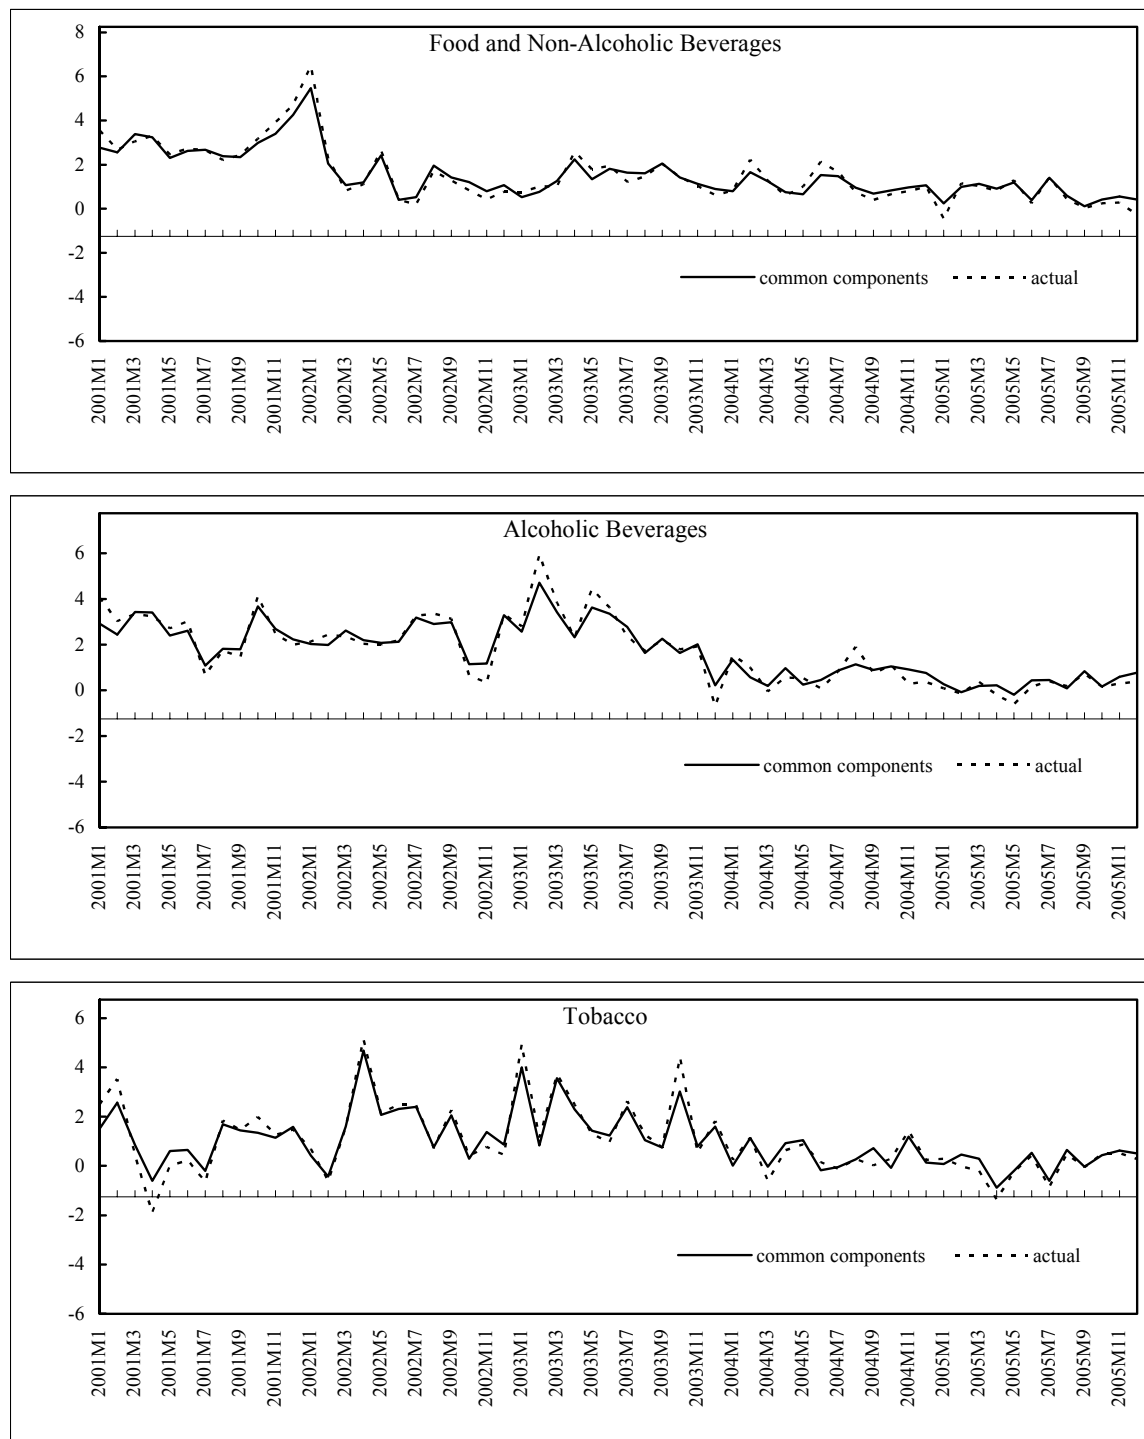 Food and Non-Alcoholic Beverages
8
6
4
2
0
-2
-4
-6
common components actual
2001M1 2001M3 2001M5 2001M7 2001M9 2001M11 2002M1 2002M3 2002M5 2002M7 2002M9 2002M11 2003M1 2003M3 2003M5 2003M7 2003M9 2003M11 2004M1 2004M3 2004M5 2004M7 2004M9 2004M11 2005M1 2005M3 2005M5 2005M7 2005M9 2005M11
Alcoholic Beverages
6
4
2
0
-2
-4
-6
common components actual
2001M1 2001M3 2001M5 2001M7 2001M9 2001M11 2002M1 2002M3 2002M5 2002M7 2002M9 2002M11 2003M1 2003M3 2003M5 2003M7 2003M9 2003M11 2004M1 2004M3 2004M5 2004M7 2004M9 2004M11 2005M1 2005M3 2005M5 2005M7 2005M9 2005M11
Tobacco
6
4
2
0
-2
-4
-6
common components actual
2001M1 2001M3 2001M5 2001M7 2001M9 2001M11 2002M1 2002M3 2002M5 2002M7 2002M9 2002M11 2003M1 2003M3 2003M5 2003M7 2003M9 2003M11 2004M1 2004M3 2004M5 2004M7 2004M9 2004M11 2005M1 2005M3 2005M5 2005M7 2005M9 2005M11